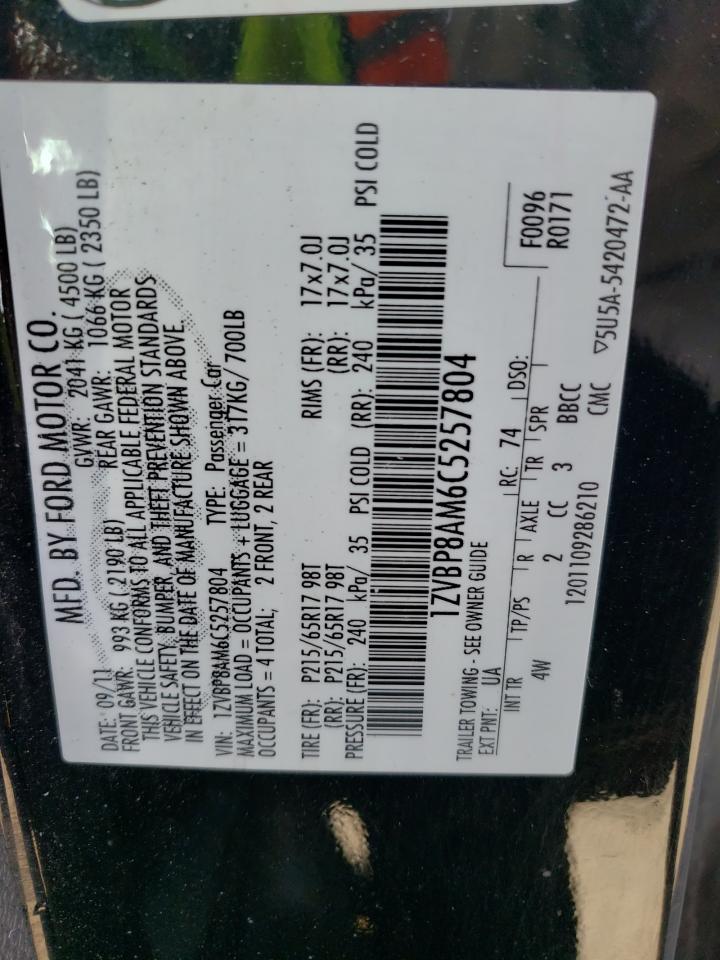 MFD. BY FORD MOTOR CO.
DATE: 09/11 GVWR: 2041 KG ( 4500 LB)
FRONT GAWR: 993 KG ( 2190 LB) REAR GAWR: 1066 KG ( 2350 LB)
THIS VEHICLE CONFORMS TO ALL APPLICABLE FEDERAL MOTOR
VEHICLE SAFETY, BUMPER, AND THEFT PREVENTION STANDARDS
IN EFFECT ON THE DATE OF MANUFACTURE SHOWN ABOVE.
VIN: 1ZVBP8AM6C5257804 TYPE: Passenger Car
MAXIMUM LOAD = OCCUPANTS + LUGGAGE = 317KG/ 700LB
OCCUPANTS = 4 TOTAL; 2 FRONT, 2 REAR
TIRE (FR): P215/65R17 98T RIMS (FR): 17x7.0J
(RR): P215/65R17 98T (RR): 17x7.0J
PRESSURE (FR): 240 kPa/ 35 PSI COLD (RR): 240 kPa/ 35 PSI COLD
1ZVBP8AM6C5257804
TRAILER TOWING - SEE OWNER GUIDE
F0096
EXT PNT: UA RC: 74 DSO: R0171
INT TR TP/PS R AXLE TR SPR
4W 2 CC 3 BBCC
1201109286210 CMC ▽5U5A-5420472-AA